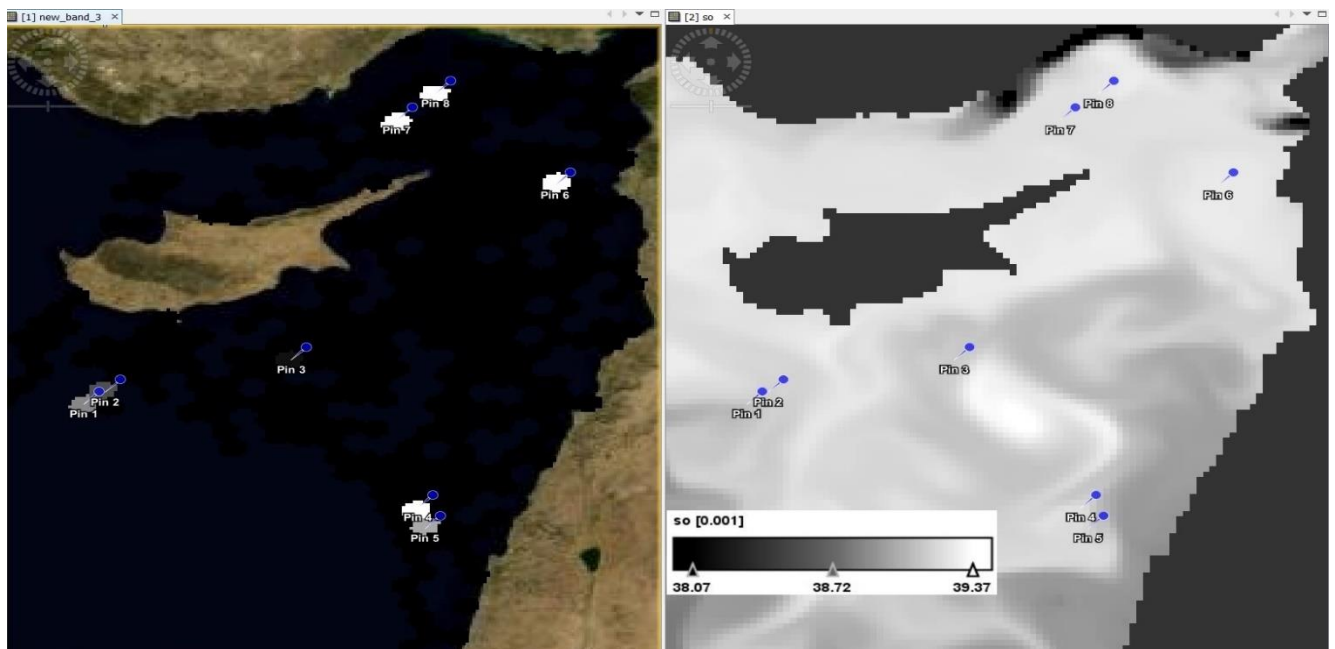 [1] new_band_3
Pin 8
Pin 7
Pin 6
Pin 3
Pin 2
Pin 1
Pin 4
Pin 5
[2] so
Pin 8
Pin 7
Pin 6
Pin 3
Pin 2
Pin 1
Pin 4
Pin 5
so [0.001]
38.07 38.72 39.37